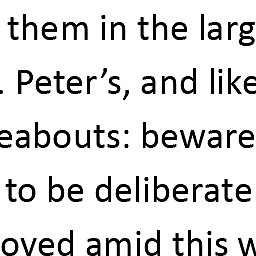 them in the larg
. Peter’s, and like
eabouts: beware
to be deliberate
oved amid this w